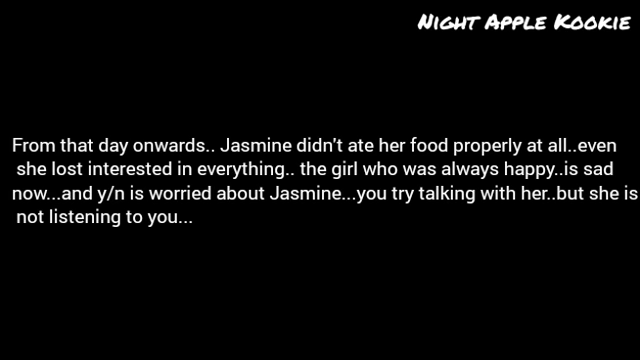 Night Apple Kookie
From that day onwards.. Jasmine didn't ate her food properly at all..even
she lost interested in everything.. the girl who was always happy..is sad
now...and y/n is worried about Jasmine...you try talking with her..but she is
not listening to you...